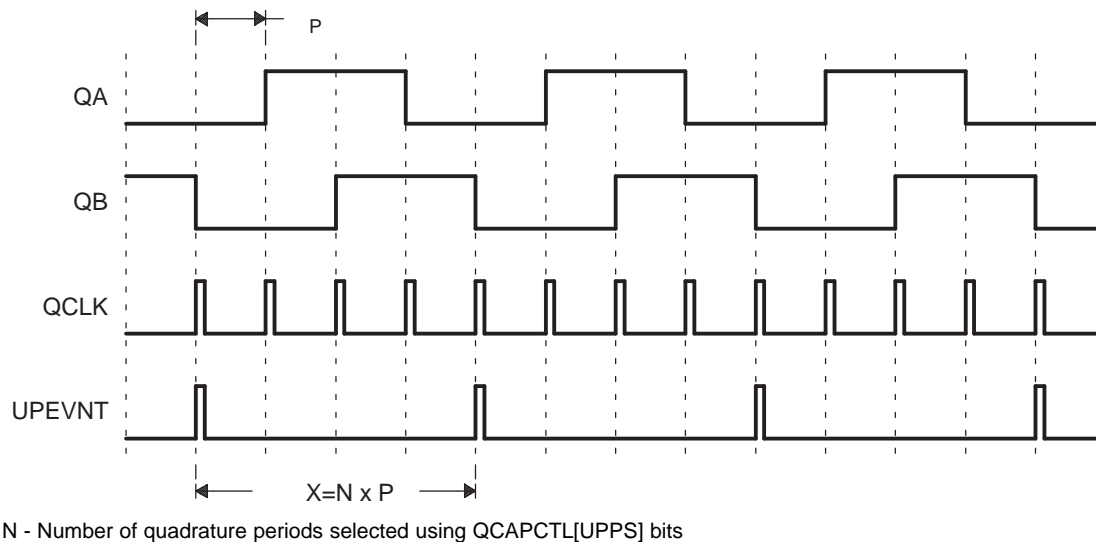 P
QA
QB
QCLK
UPEVNT
X=N x P
N - Number of quadrature periods selected using QCAPCTL[UPPS] bits